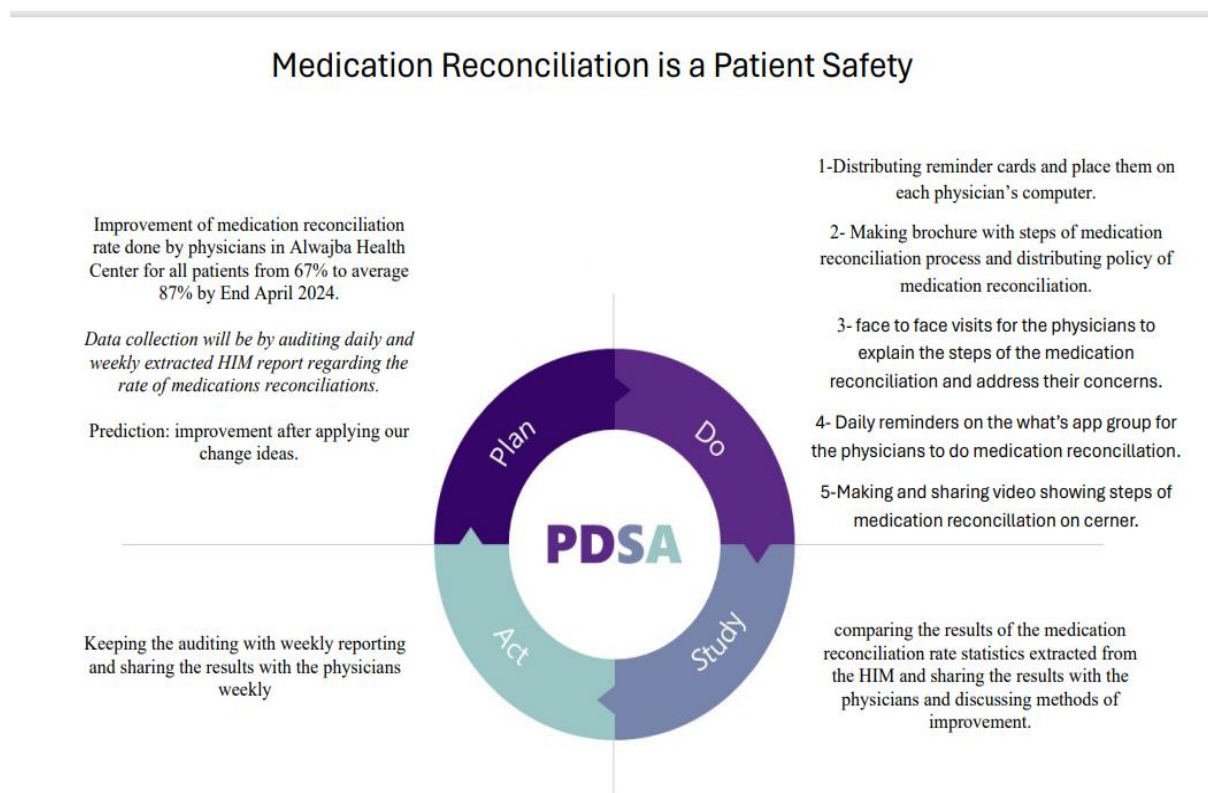 Medication Reconciliation is a Patient Safety
Improvement of medication reconciliation
rate done by physicians in Alwajba Health
Center for all patients from 67% to average
87% by End April 2024.
Data collection will be by auditing daily and
weekly extracted HIM report regarding the
rate of medications reconciliations.
Prediction: improvement after applying our
change ideas.
1-Distributing reminder cards and place them on
each physician’s computer.
2- Making brochure with steps of medication
reconciliation process and distributing policy of
medication reconciliation.
3- face to face visits for the physicians to
explain the steps of the medication
reconciliation and address their concerns.
4- Daily reminders on the what’s app group for
the physicians to do medication reconcillation.
5-Making and sharing video showing steps of
medication reconcillation on cerner.
Plan
Do
PDSA
Act
Study
Keeping the auditing with weekly reporting
and sharing the results with the physicians
weekly
comparing the results of the medication
reconciliation rate statistics extracted from
the HIM and sharing the results with the
physicians and discussing methods of
improvement.